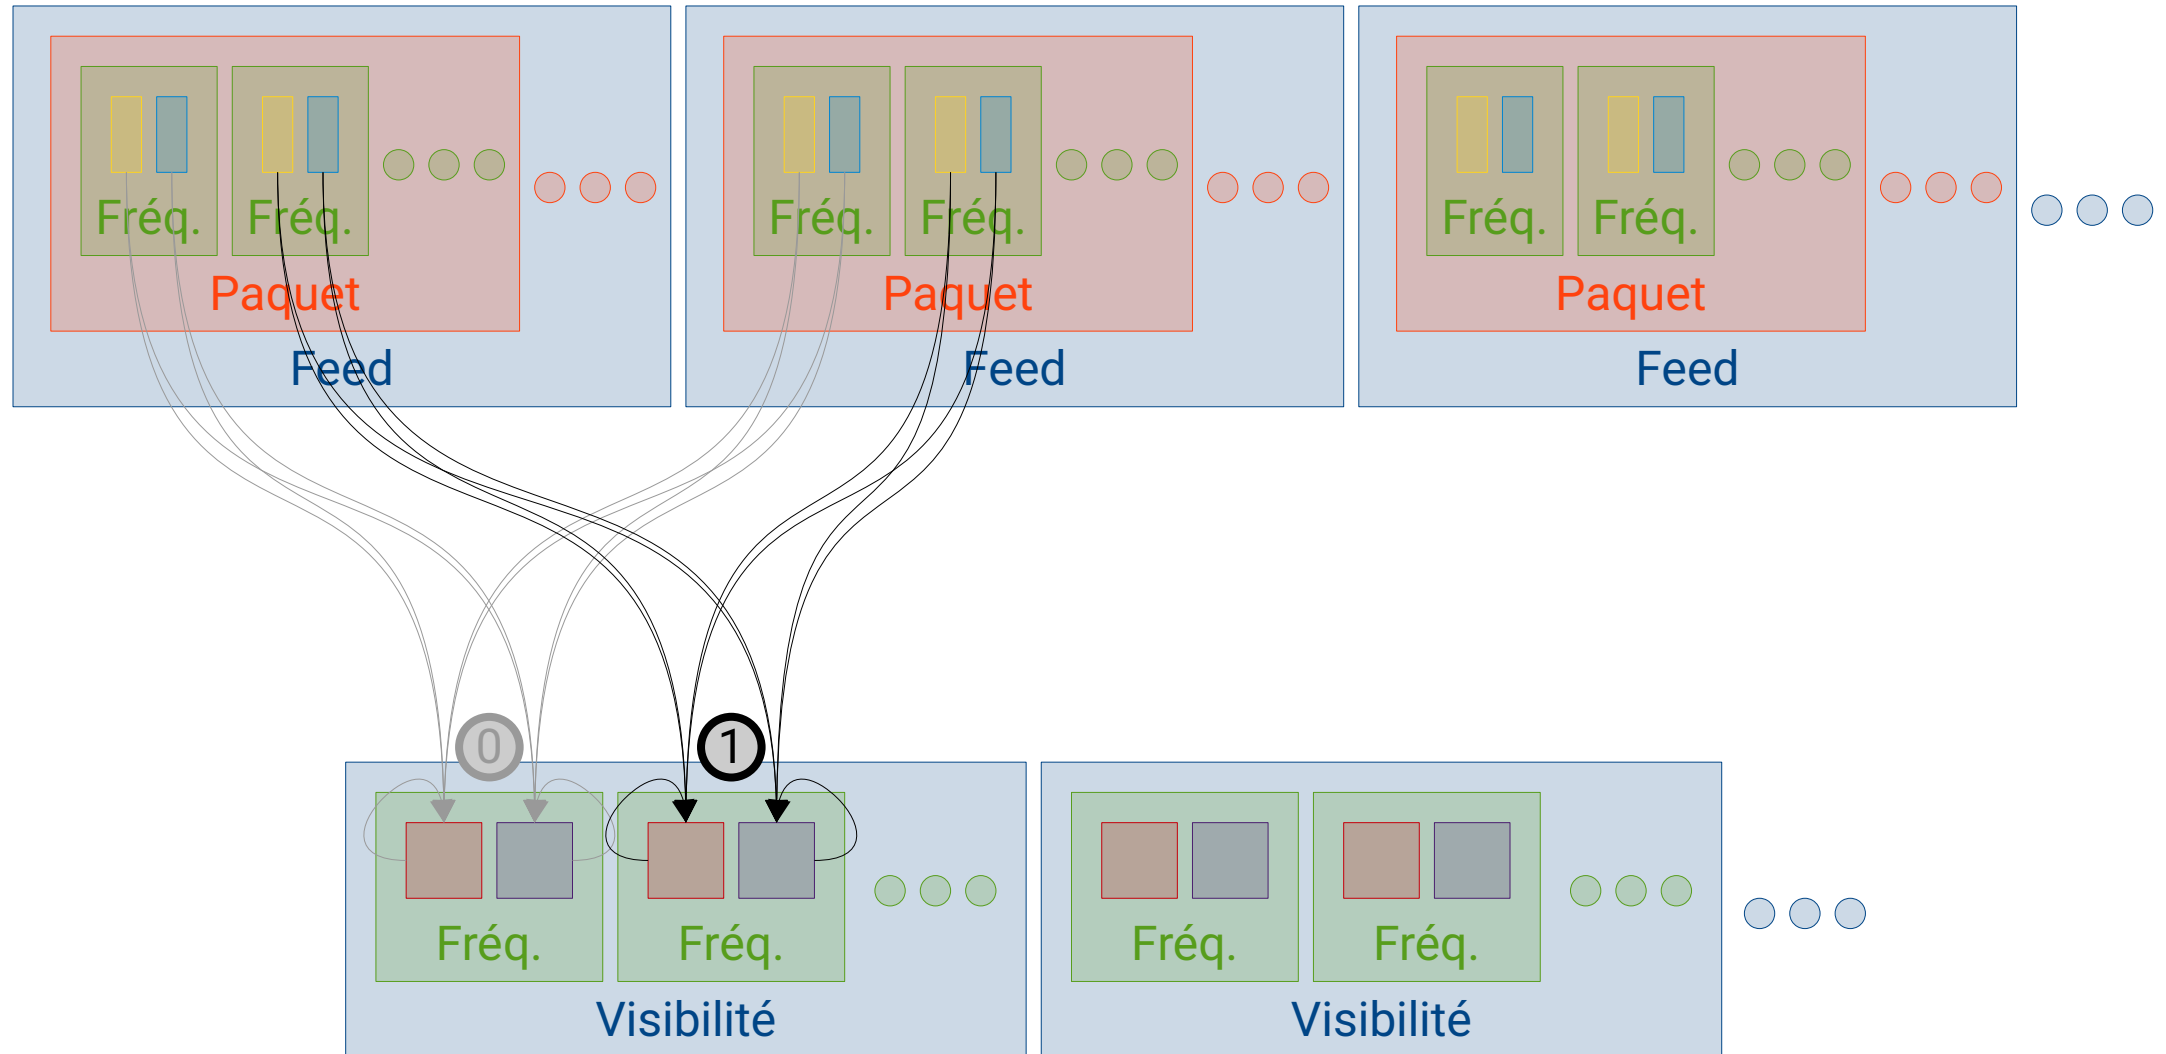 Fréq. Fréq. Fréq. Fréq. Fréq. Fréq.
Paquet Paquet Paquet
Feed Feed Feed
0 1
Fréq. Fréq. Fréq. Fréq.
Visibilité Visibilité